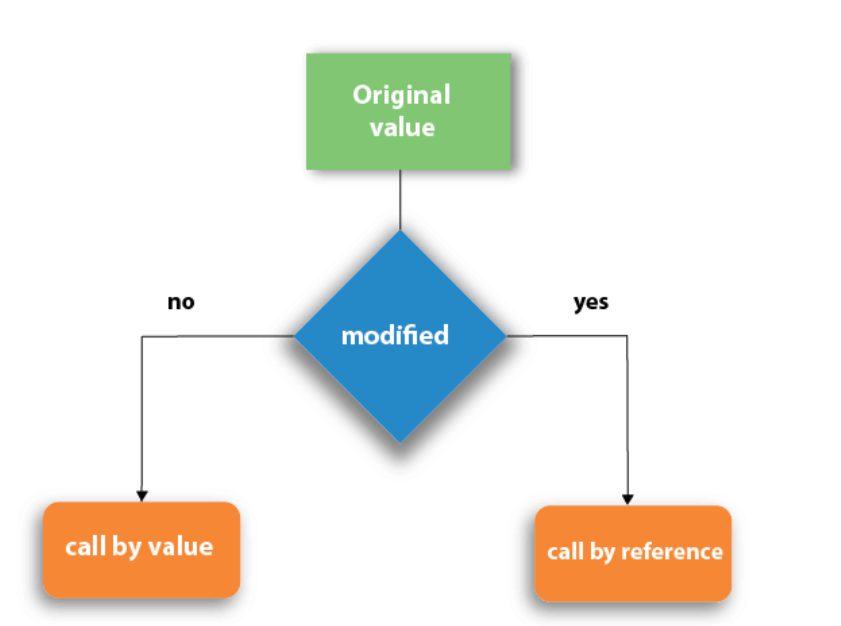 Original
value
no
yes
modified
call by value
call by reference